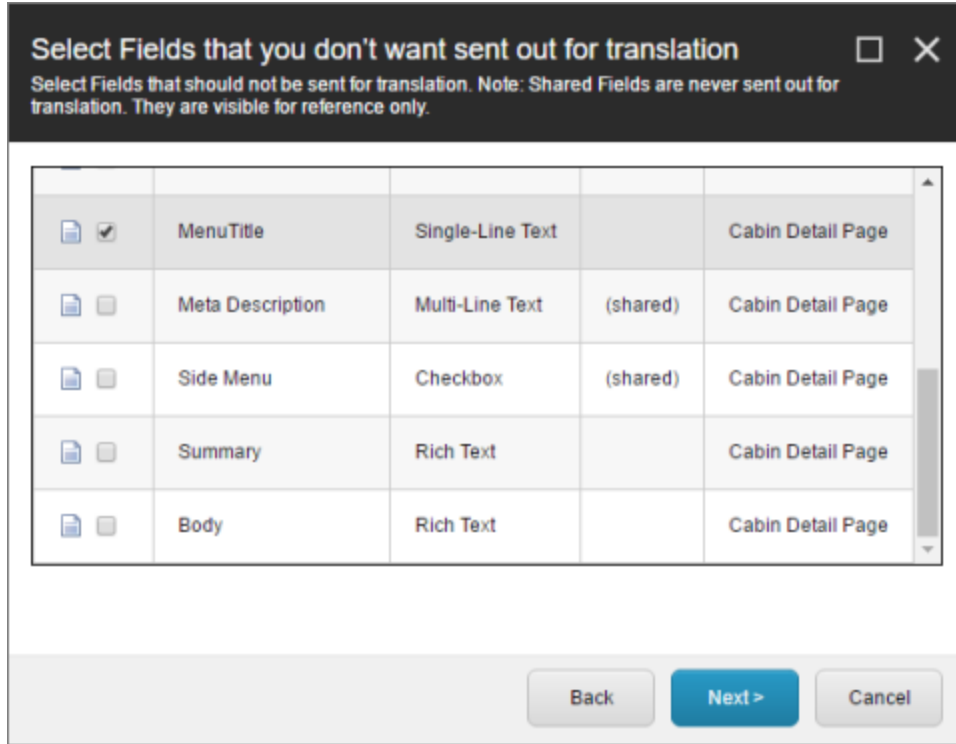 Select Fields that you don't want sent out for translation
Select Fields that should not be sent for translation. Note: Shared Fields are never sent out for
translation. They are visible for reference only.
MenuTitle Single-Line Text Cabin Detail Page
Meta Description Multi-Line Text (shared) Cabin Detail Page
Side Menu Checkbox (shared) Cabin Detail Page
Summary Rich Text Cabin Detail Page
Body Rich Text Cabin Detail Page
Back Next > Cancel